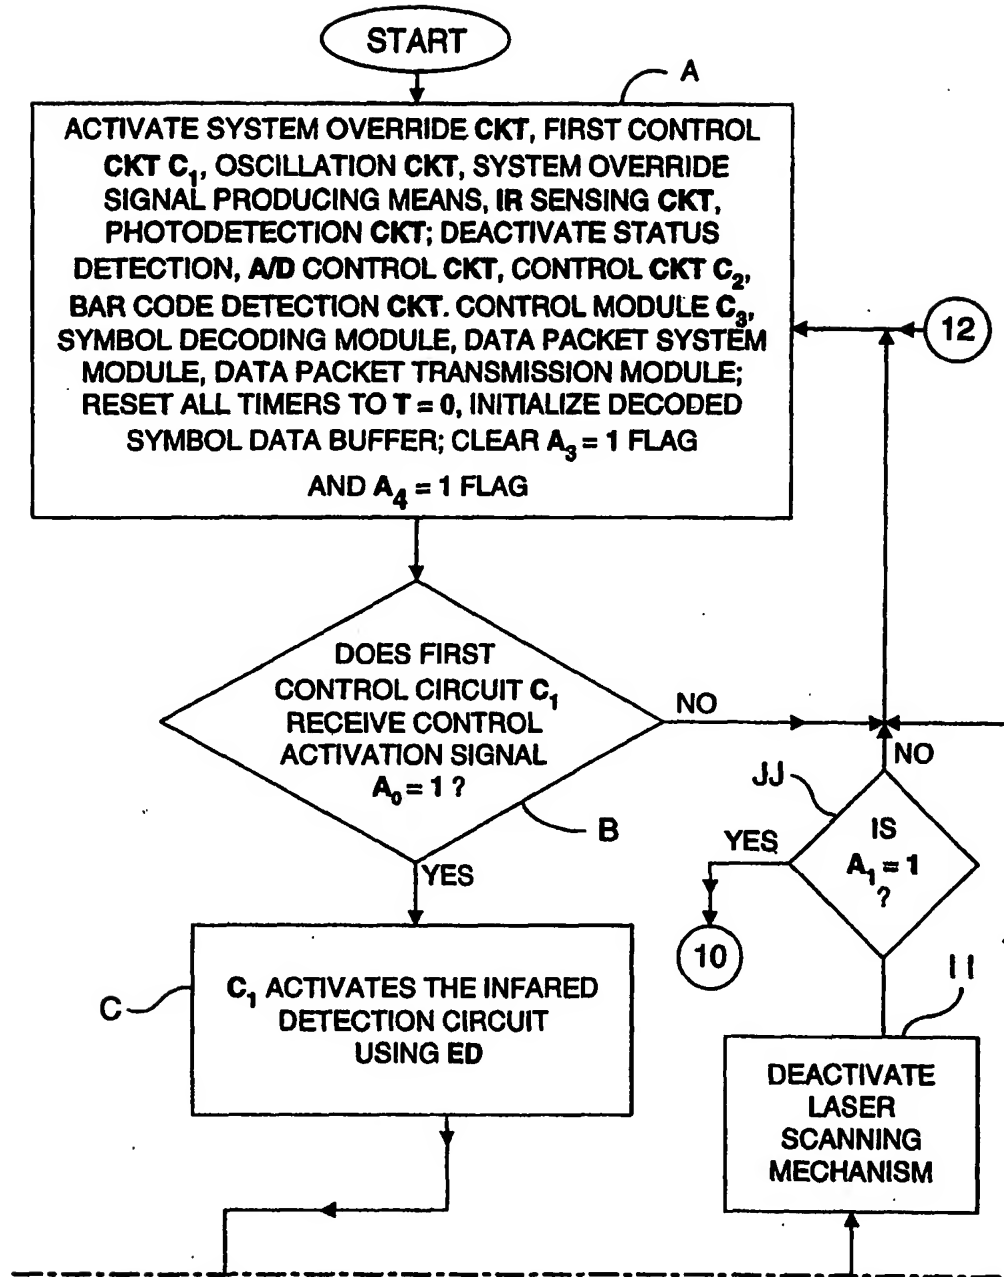 START
A
ACTIVATE SYSTEM OVERRIDE CKT, FIRST CONTROL
CKT C₁, OSCILLATION CKT, SYSTEM OVERRIDE
SIGNAL PRODUCING MEANS, IR SENSING CKT,
PHOTODETECTION CKT; DEACTIVATE STATUS
DETECTION, A/D CONTROL CKT, CONTROL CKT C₂,
BAR CODE DETECTION CKT. CONTROL MODULE C₃,
SYMBOL DECODING MODULE, DATA PACKET SYSTEM
MODULE, DATA PACKET TRANSMISSION MODULE;
RESET ALL TIMERS TO T = 0, INITIALIZE DECODED
SYMBOL DATA BUFFER; CLEAR A₃ = 1 FLAG
AND A₄ = 1 FLAG
12
DOES FIRST
CONTROL CIRCUIT C₁
RECEIVE CONTROL
ACTIVATION SIGNAL
A₀ = 1 ?
NO
B
YES
NO
JJ
IS
A₁ = 1
?
YES
10
C
C₁ ACTIVATES THE INFARED
DETECTION CIRCUIT
USING ED
II
DEACTIVATE
LASER
SCANNING
MECHANISM